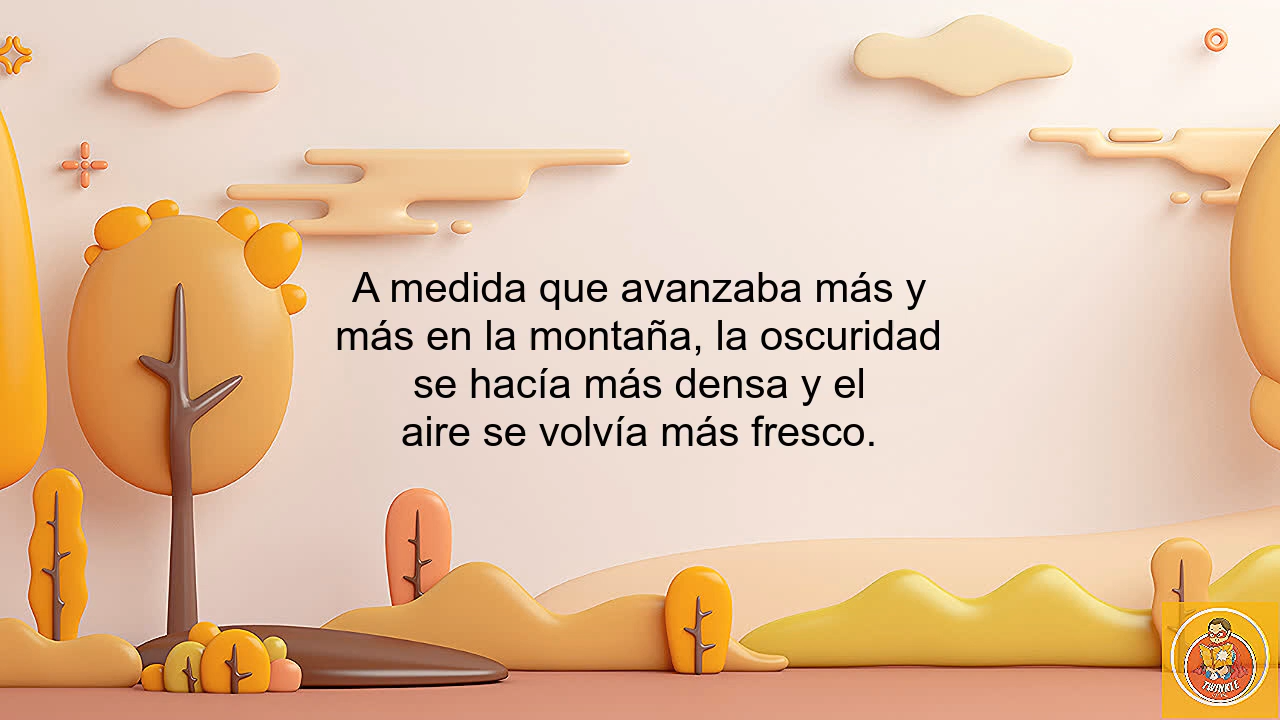 A medida que avanzaba más y
más en la montaña, la oscuridad
se hacía más densa y el
aire se volvía más fresco.
TWINKLE